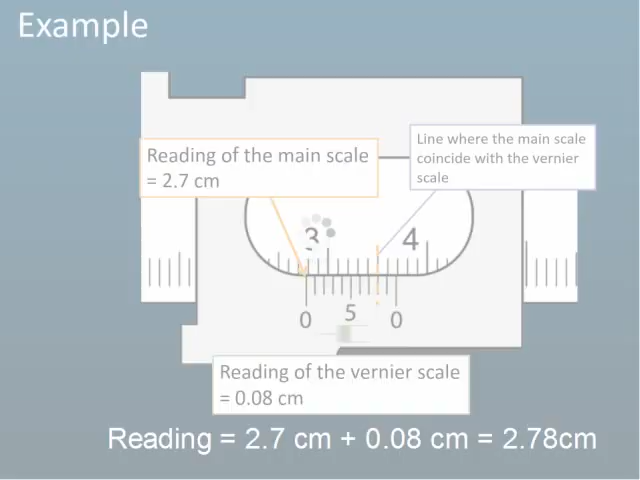 Example
Reading of the main scale
= 2.7 cm
Line where the main scale
coincide with the vernier
scale
3 4
0 5 0
Reading of the vernier scale
= 0.08 cm
Reading = 2.7 cm + 0.08 cm = 2.78cm